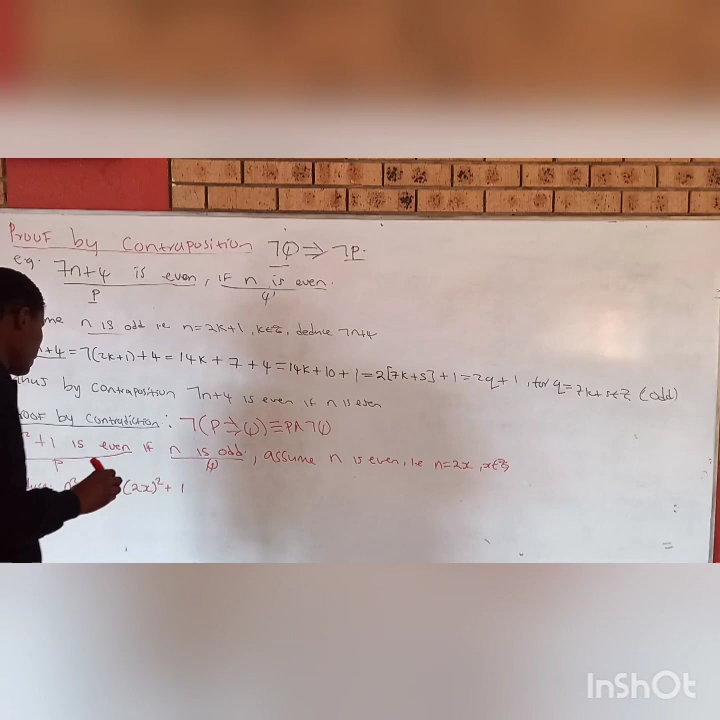 Proof by Contraposition ¬φ ⇒ ¬P.
eg. 7n+4 is even, if n is even.
P φ
me n is odd ie n=2k+1, k∈ℤ, deduce 7n+4
+4 = 7(2k+1)+4 = 14k+7+4 = 14k+10+1 = 2[7k+5]+1 = 2q+1, for q=7k+5∈ℤ (odd)
hus by contraposition 7n+4 is even if n is even
roof by Contradiction: ¬(P⇒φ) ≡ P∧¬φ
²+1 is even if n is odd, assume n is even, ie n=2x, x∈ℤ
P φ
(2x)²+1
=
InShOt